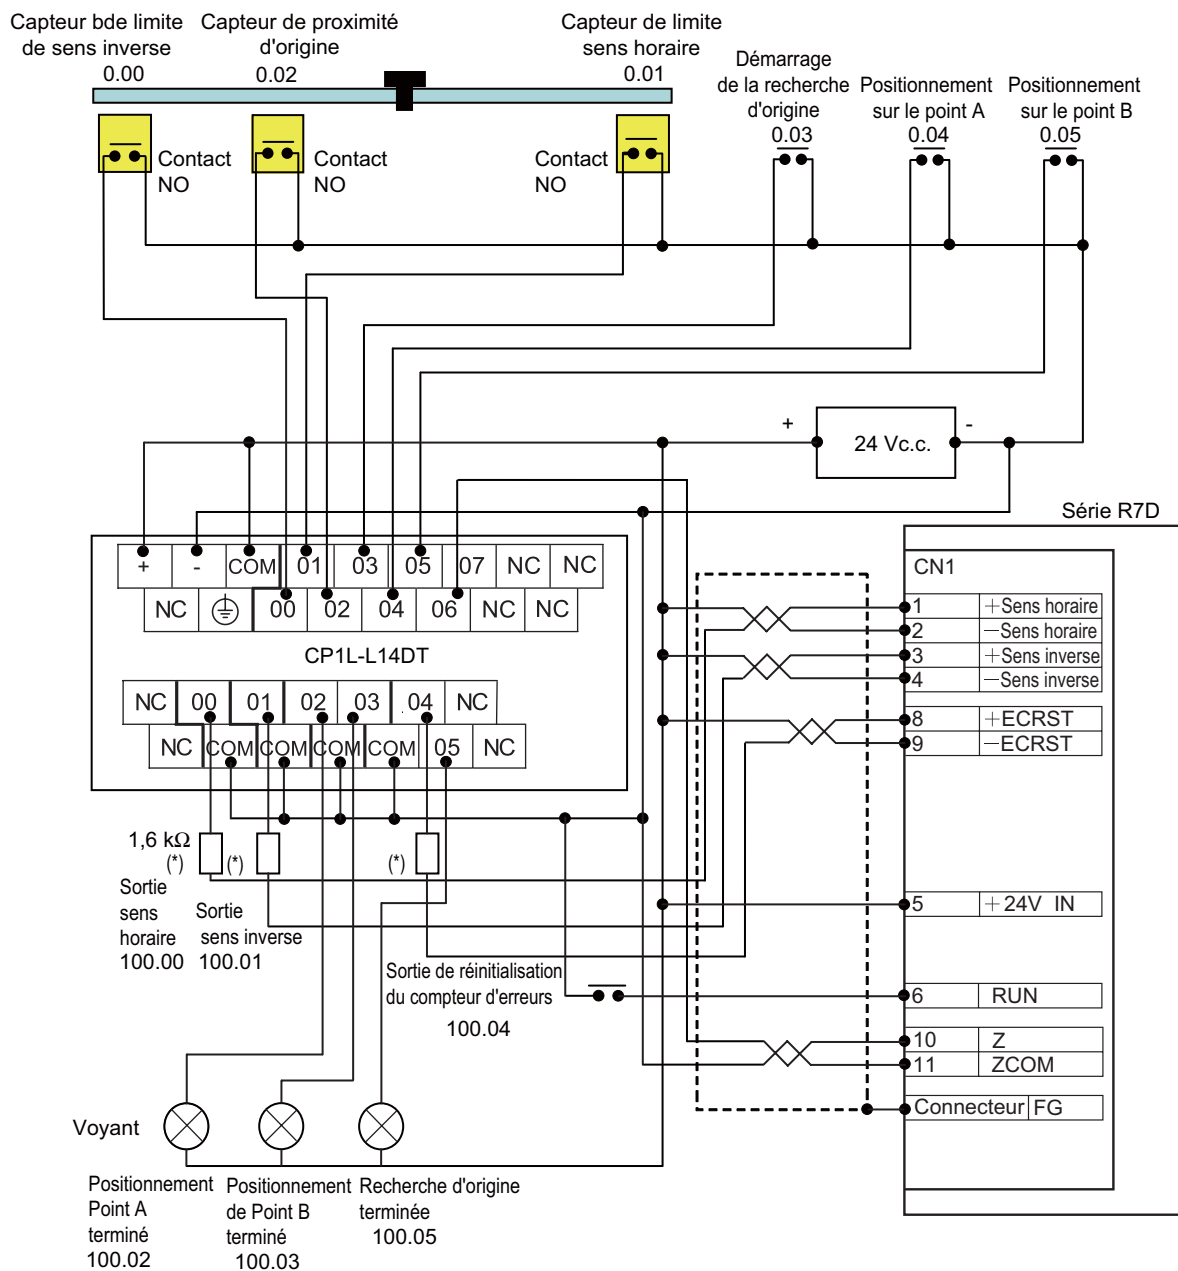 Capteur bde limite
de sens inverse
0.00
Capteur de proximité
d'origine
0.02
Capteur de limite
sens horaire
0.01
Démarrage
de la recherche
d'origine
0.03
Positionnement
sur le point A
0.04
Positionnement
sur le point B
0.05
Contact
NO
Contact
NO
Contact
NO
+
24 Vc.c.
-
Série R7D
+ - COM 01 03 05 07 NC NC
NC 00 02 04 06 NC NC
CP1L-L14DT
NC 00 01 02 03 04 NC
NC COM COM COM COM 05 NC
CN1
1 +Sens horaire
2 −Sens horaire
3 +Sens inverse
4 −Sens inverse
8 +ECRST
9 −ECRST
5 +24V IN
6 RUN
10 Z
11 ZCOM
Connecteur FG
1,6 kΩ
(*)
(*)
(*)
Sortie
sens
horaire
100.00
Sortie
sens inverse
100.01
Sortie de réinitialisation
du compteur d'erreurs
100.04
Voyant
Positionnement
Point A
terminé
100.02
Positionnement
de Point B
terminé
100.03
Recherche d'origine
terminée
100.05